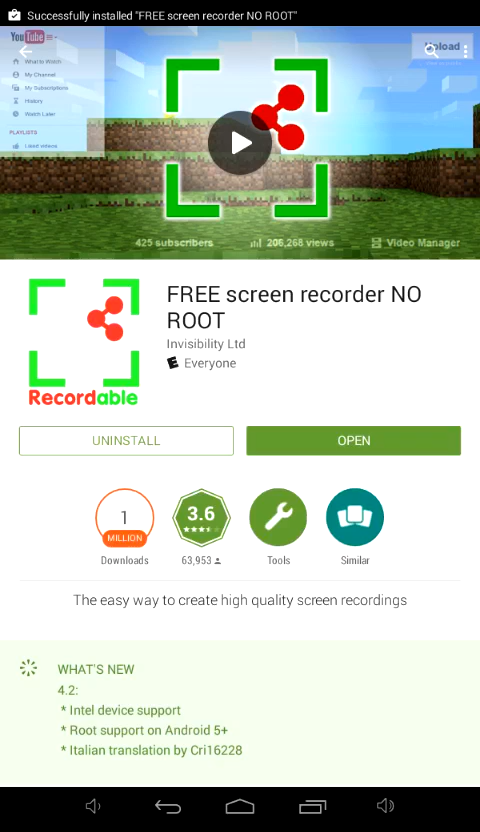 Successfully installed "FREE screen recorder NO ROOT"
YouTube
What to Watch
My Channel
My Subscriptions
History
Watch Later
PLAYLISTS
Liked videos
Upload
425 subscribers
206,268 views
Video Manager
Recordable
FREE screen recorder NO
ROOT
Invisibility Ltd
E Everyone
UNINSTALL
OPEN
1
MILLION
3.6
Downloads
63,953
Tools
Similar
The easy way to create high quality screen recordings
WHAT'S NEW
4.2:
* Intel device support
* Root support on Android 5+
* Italian translation by Cri16228